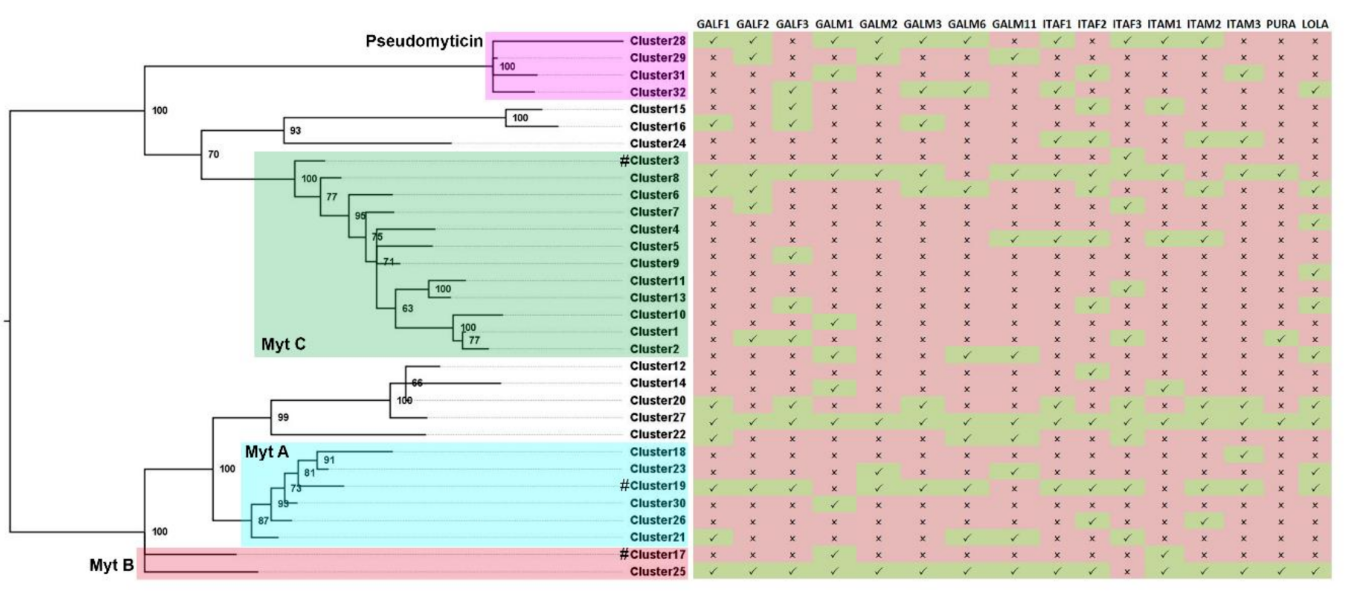 GALF1 GALF2 GALF3 GALM1 GALM2 GALM3 GALM6 GALM11 ITAF1 ITAF2 ITAF3 ITAM1 ITAM2 ITAM3 PURA LOLA
Pseudomyticin
Cluster28
Cluster29
100
Cluster31
Cluster32
100
Cluster15
100
Cluster16
93
Cluster24
70
#Cluster3
100
Cluster8
77
Cluster6
95
Cluster7
75
Cluster4
Cluster5
71
Cluster9
Cluster11
100
Cluster13
63
Cluster10
100
Cluster1
77
Myt C
Cluster2
Cluster12
66
Cluster14
100
Cluster20
99
Cluster27
Cluster22
Myt A
Cluster18
91
100
81
Cluster23
73
#Cluster19
93
Cluster30
87
Cluster26
100
Cluster21
#Cluster17
Myt B
Cluster25